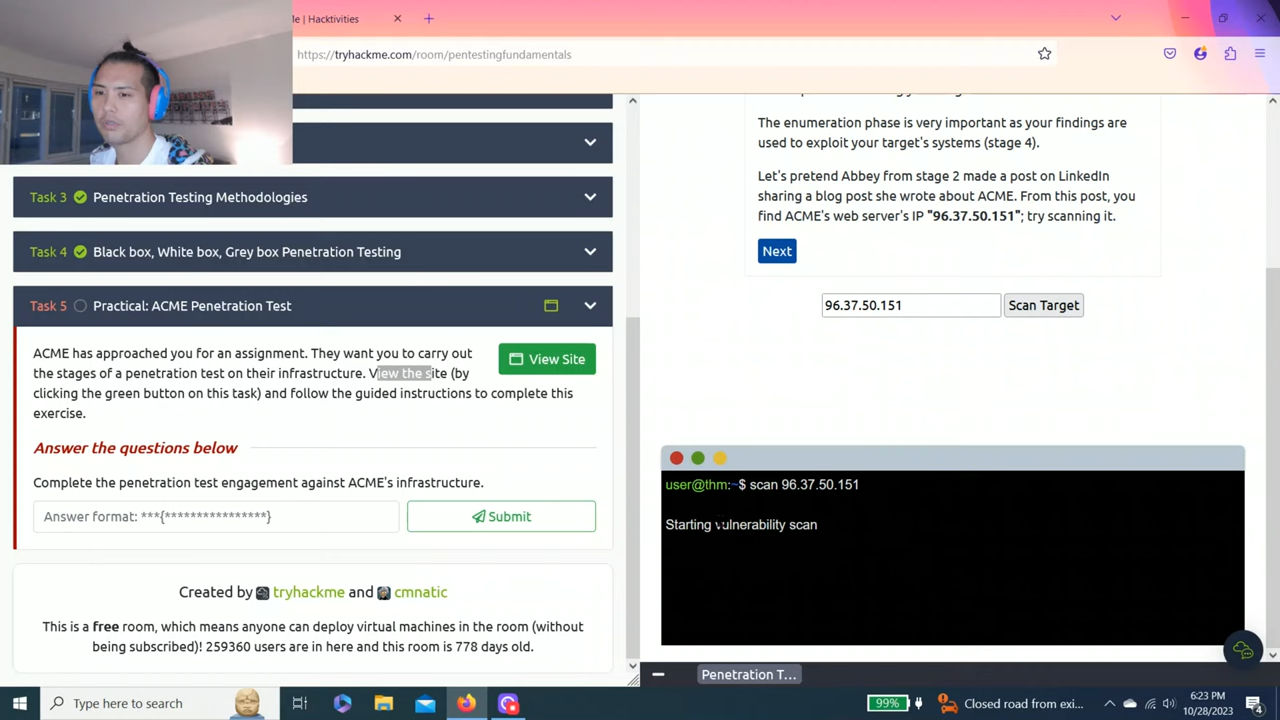 Me | Hacktivities
https://tryhackme.com/room/pentestingfundamentals
Task 3 Penetration Testing Methodologies
Task 4 Black box, White box, Grey box Penetration Testing
Task 5 Practical: ACME Penetration Test
ACME has approached you for an assignment. They want you to carry out
the stages of a penetration test on their infrastructure. View the site (by
clicking the green button on this task) and follow the guided instructions to complete this
exercise.
View Site
Answer the questions below
Complete the penetration test engagement against ACME's infrastructure.
Answer format: ***{****************}
Submit
Created by tryhackme and cmnatic
This is a free room, which means anyone can deploy virtual machines in the room (without
being subscribed)! 259360 users are in here and this room is 778 days old.
The enumeration phase is very important as your findings are
used to exploit your target's systems (stage 4).
Let's pretend Abbey from stage 2 made a post on LinkedIn
sharing a blog post she wrote about ACME. From this post, you
find ACME's web server's IP "96.37.50.151"; try scanning it.
Next
96.37.50.151
Scan Target
user@thm:~$ scan 96.37.50.151
Starting vulnerability scan
Penetration T...
Type here to search
99%
Closed road from exi...
6:23 PM
10/28/2023
4